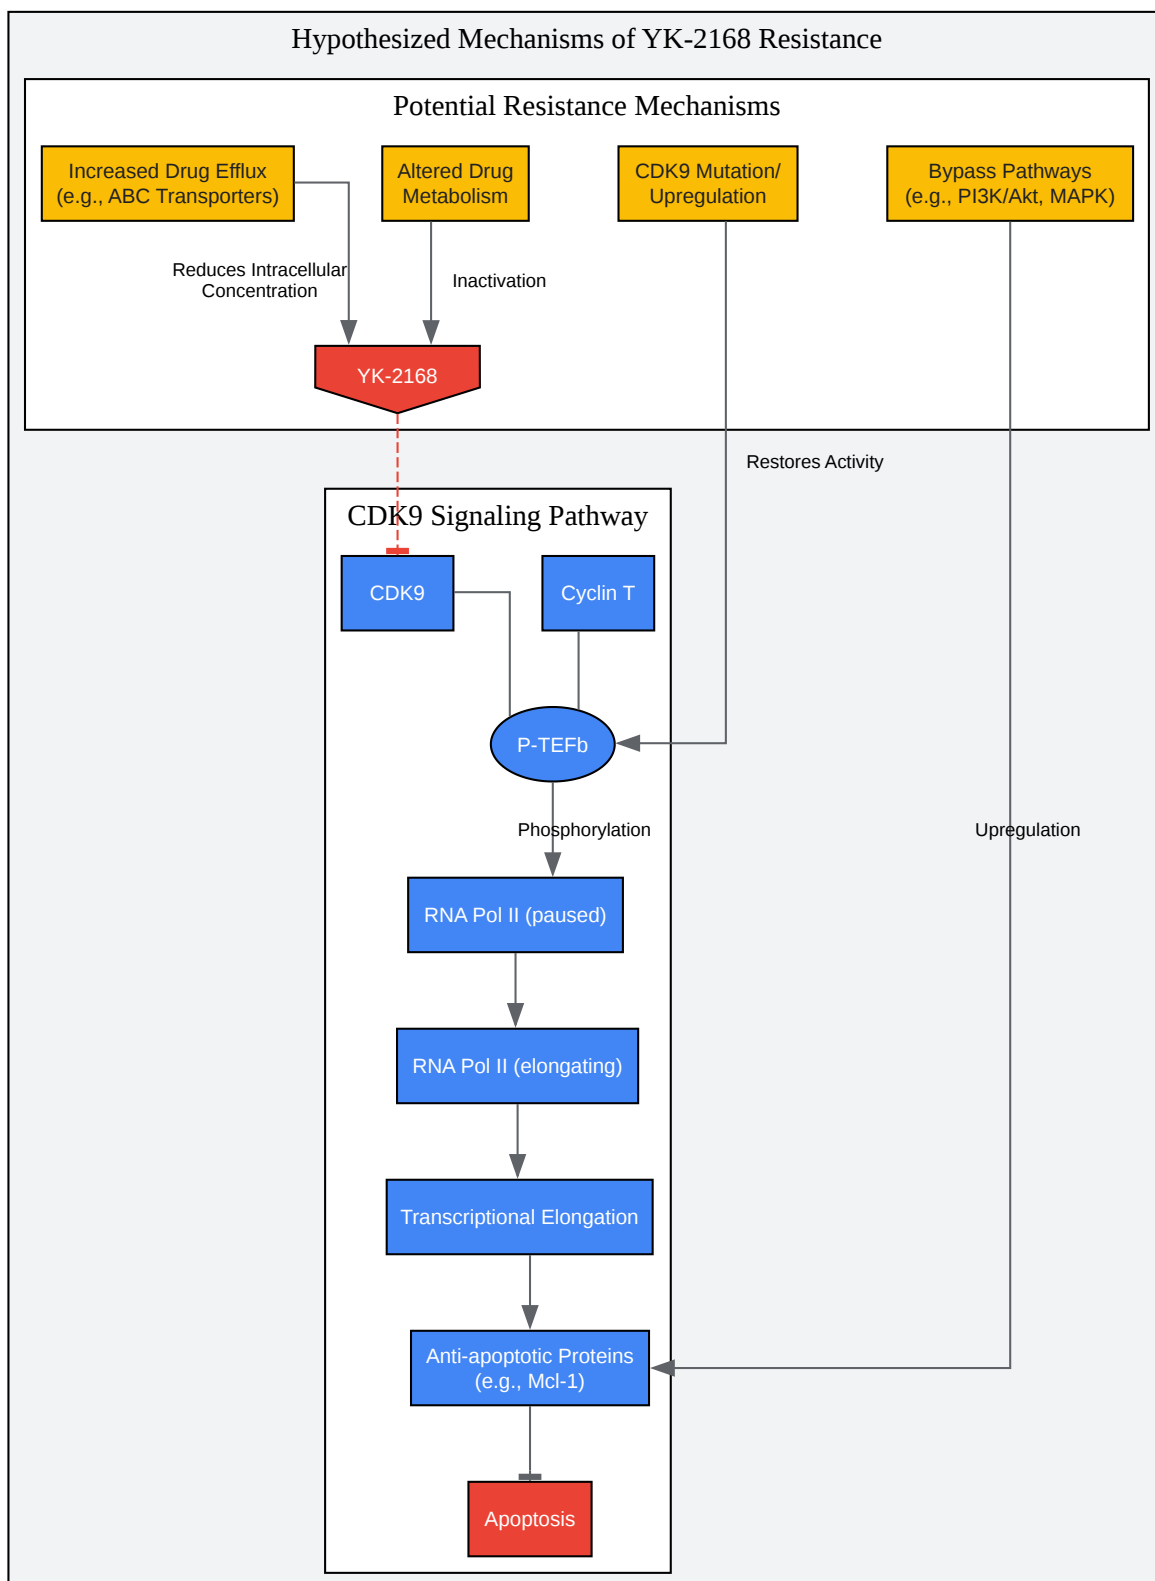 Hypothesized Mechanisms of YK-2168 Resistance
Potential Resistance Mechanisms
Increased Drug Efflux
(e.g., ABC Transporters)
Altered Drug
Metabolism
CDK9 Mutation/
Upregulation
Bypass Pathways
(e.g., PI3K/Akt, MAPK)
Reduces Intracellular
Concentration
Inactivation
YK-2168
Restores Activity
CDK9 Signaling Pathway
CDK9
Cyclin T
P-TEFb
Phosphorylation
Upregulation
RNA Pol II (paused)
RNA Pol II (elongating)
Transcriptional Elongation
Anti-apoptotic Proteins
(e.g., Mcl-1)
Apoptosis